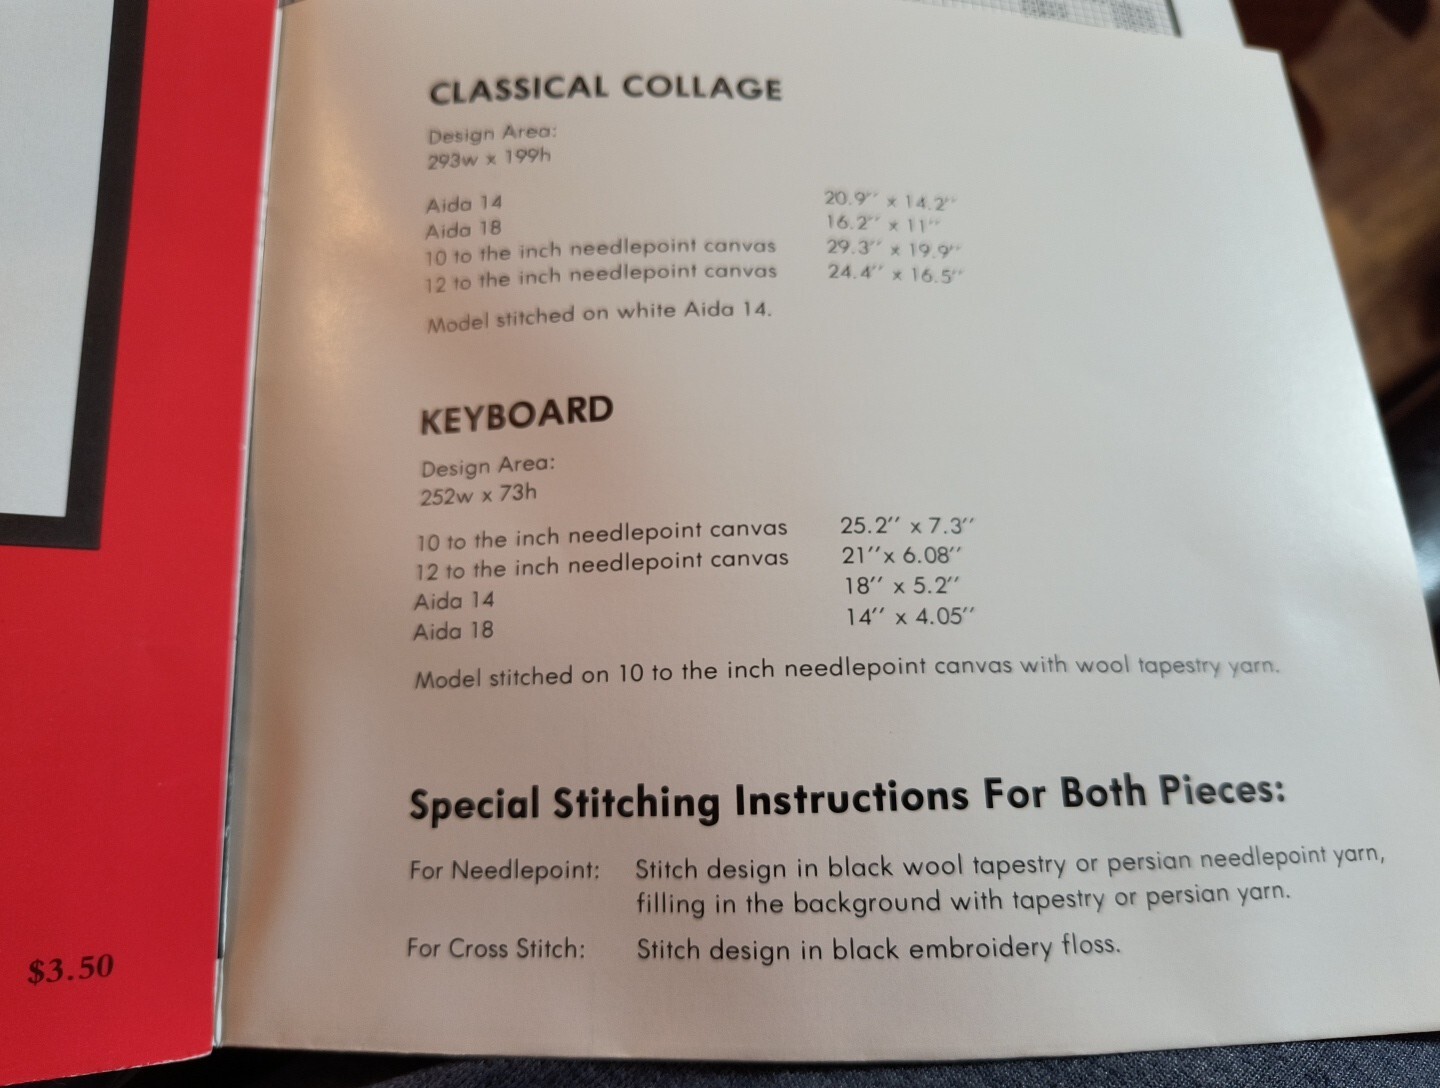 CLASSICAL COLLAGE
Design Area:
293w x 199h
Aida 14 20.9″ x 14.2″
Aida 18 16.2″ x 11″
10 to the inch needlepoint canvas 29.3″ x 19.9″
12 to the inch needlepoint canvas 24.4″ x 16.5″
Model stitched on white Aida 14.
KEYBOARD
Design Area:
252w x 73h
10 to the inch needlepoint canvas 25.2″ x 7.3″
12 to the inch needlepoint canvas 21″x 6.08″
Aida 14 18″ x 5.2″
Aida 18 14″ x 4.05″
Model stitched on 10 to the inch needlepoint canvas with wool tapestry yarn.
Special Stitching Instructions For Both Pieces:
For Needlepoint: Stitch design in black wool tapestry or persian needlepoint yarn,
filling in the background with tapestry or persian yarn.
For Cross Stitch: Stitch design in black embroidery floss.
$3.50